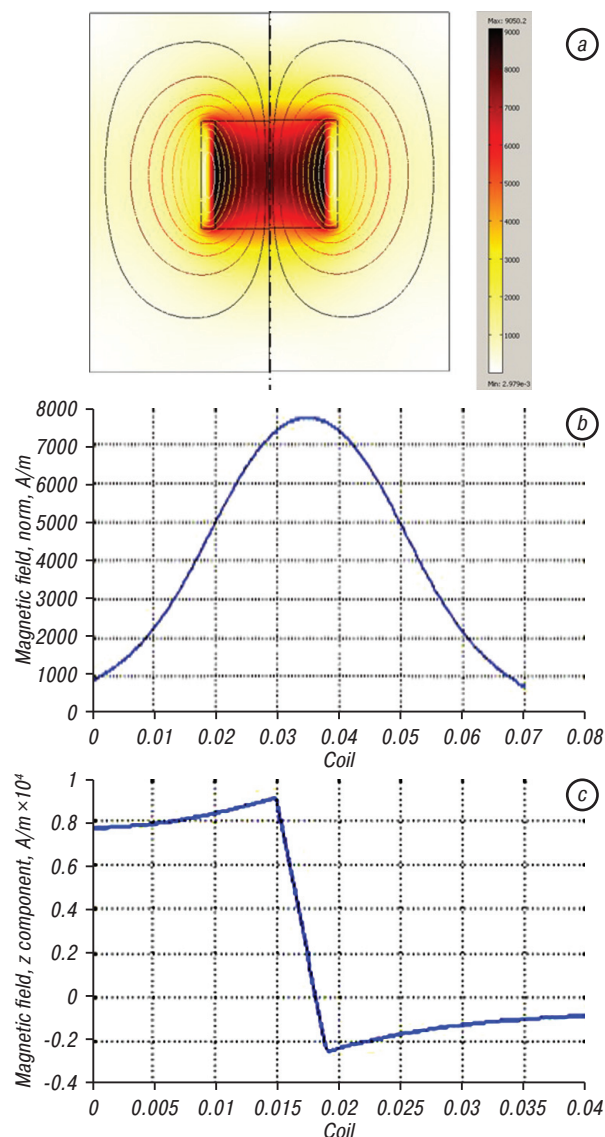 Max: 9050.2
a
9000
8000
7000
6000
5000
4000
3000
2000
1000
Min: 2.979e-3
b
Magnetic field, norm, A/m
8000
7000
6000
5000
4000
3000
2000
1000
0
0 0.01 0.02 0.03 0.04 0.05 0.06 0.07 0.08
Coil
c
Magnetic field, z component, A/m ×10⁴
1
0.8
0.6
0.4
0.2
0
-0.2
-0.4
0 0.005 0.01 0.015 0.02 0.025 0.03 0.035 0.04
Coil